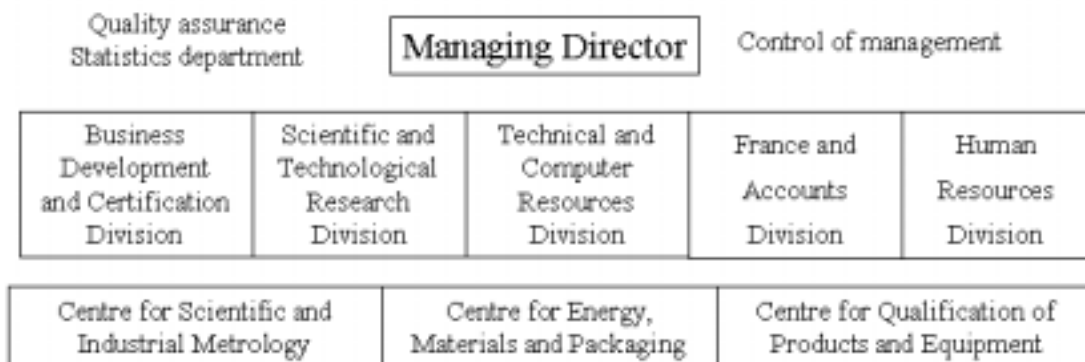 Quality assurance
Statistics department
Managing Director
Control of management
Business
Development
and Certification
Division
Scientific and
Technological
Research
Division
Technical and
Computer
Resources
Division
France and
Accounts
Division
Human
Resources
Division
Centre for Scientific and
Industrial Metrology
Centre for Energy,
Materials and Packaging
Centre for Qualification of
Products and Equipment